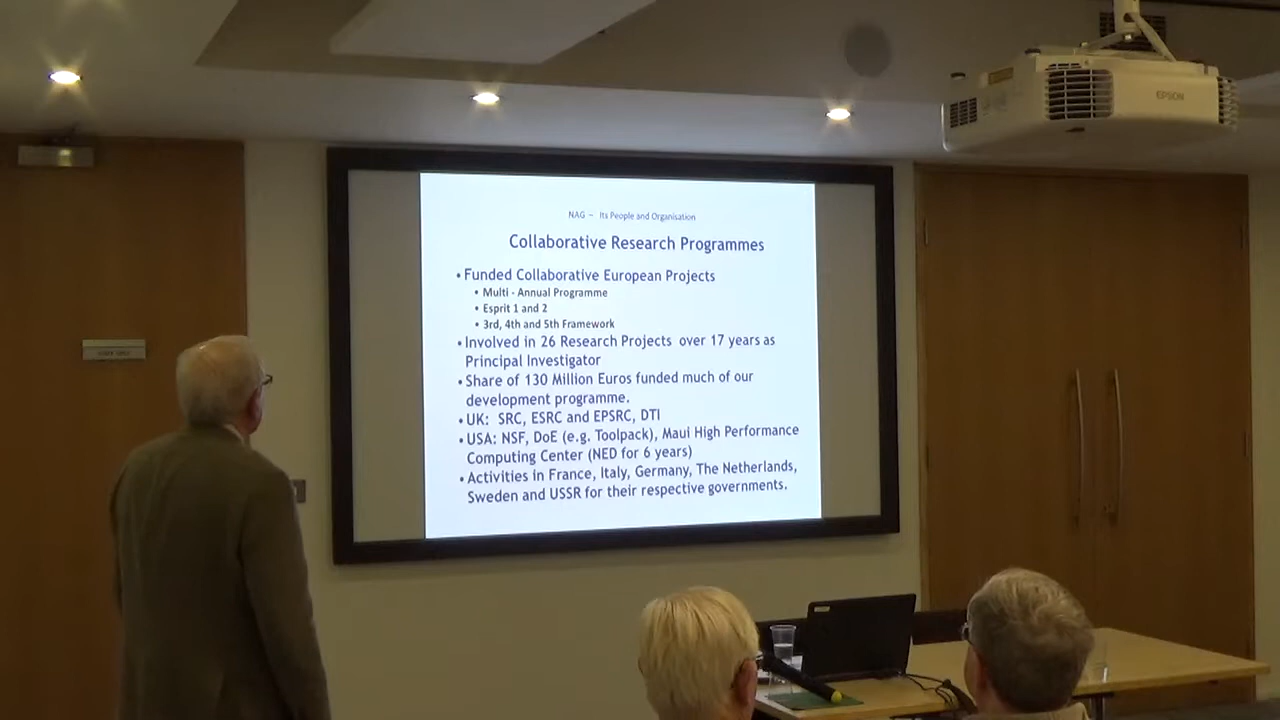 EPSON
NAG – Its People and Organisation
Collaborative Research Programmes
• Funded Collaborative European Projects
• Multi - Annual Programme
• Esprit 1 and 2
• 3rd, 4th and 5th Framework
• Involved in 26 Research Projects over 17 years as
Principal Investigator
• Share of 130 Million Euros funded much of our
development programme.
• UK: SRC, ESRC and EPSRC, DTI
• USA: NSF, DoE (e.g. Toolpack), Maui High Performance
Computing Center (NED for 6 years)
• Activities in France, Italy, Germany, The Netherlands,
Sweden and USSR for their respective governments.